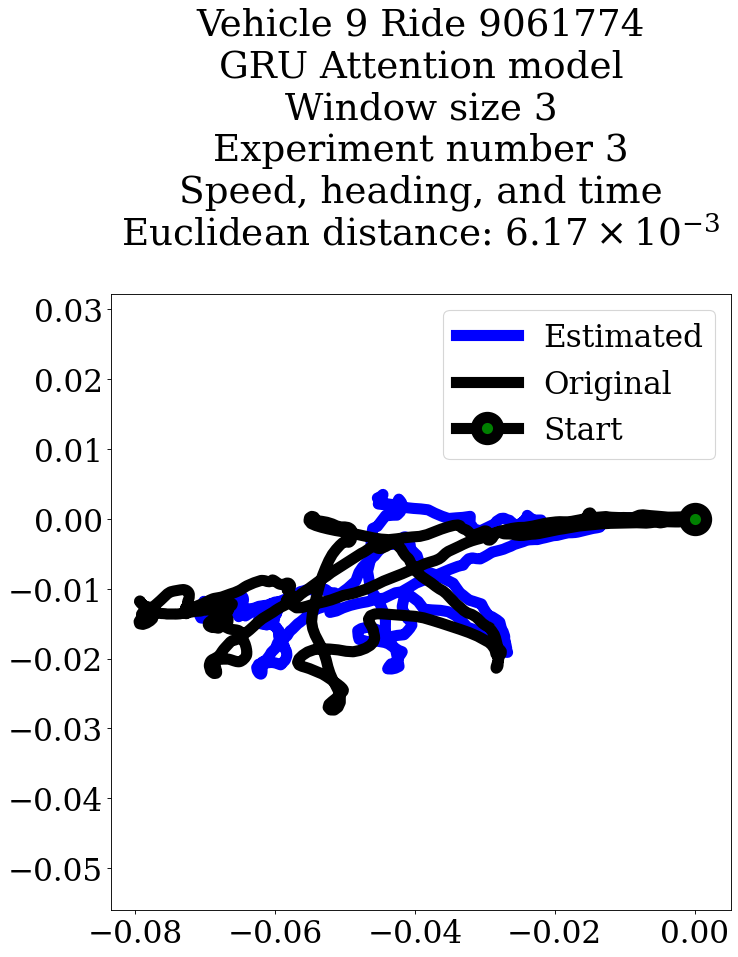 Vehicle 9 Ride 9061774
GRU Attention model
Window size 3
Experiment number 3
Speed, heading, and time
Euclidean distance: 6.17 × 10⁻³
Estimated
Original
Start
0.03
0.02
0.01
0.00
−0.01
−0.02
−0.03
−0.04
−0.05
−0.08 −0.06 −0.04 −0.02 0.00